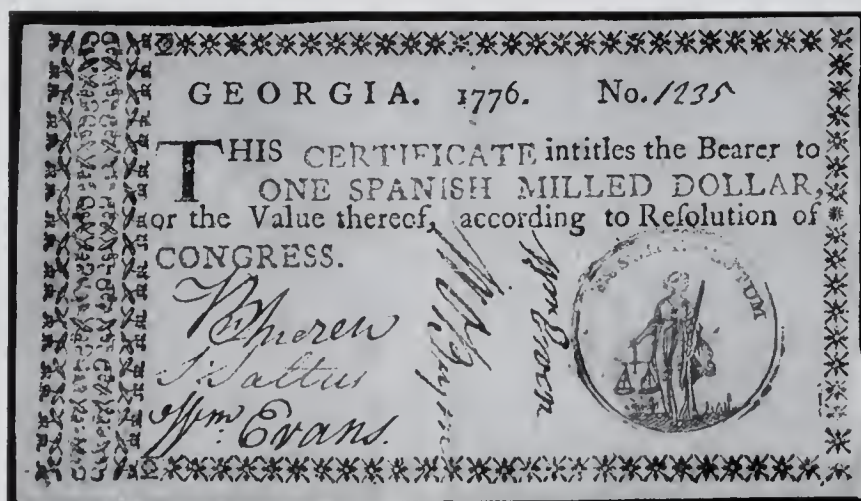 GEORGIA. 1776. No. 1235
THIS CERTIFICATE intitles the Bearer to
ONE SPANISH MILLED DOLLAR,
or the Value thereof, according to Reſolution of
CONGRESS.
Wm. Evans.